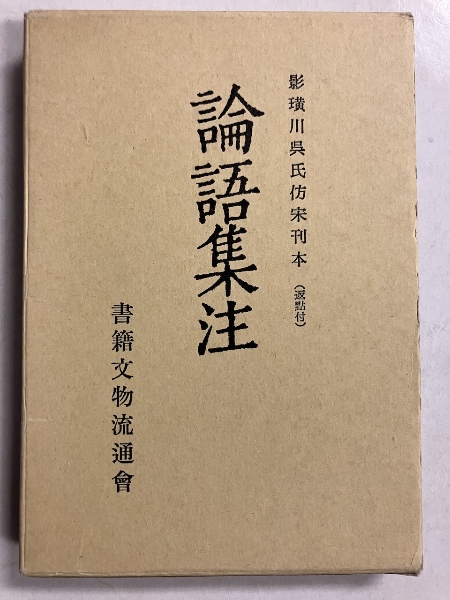 影璜川呉氏仿宋刊本（返點付）
論語集注
書籍文物流通會